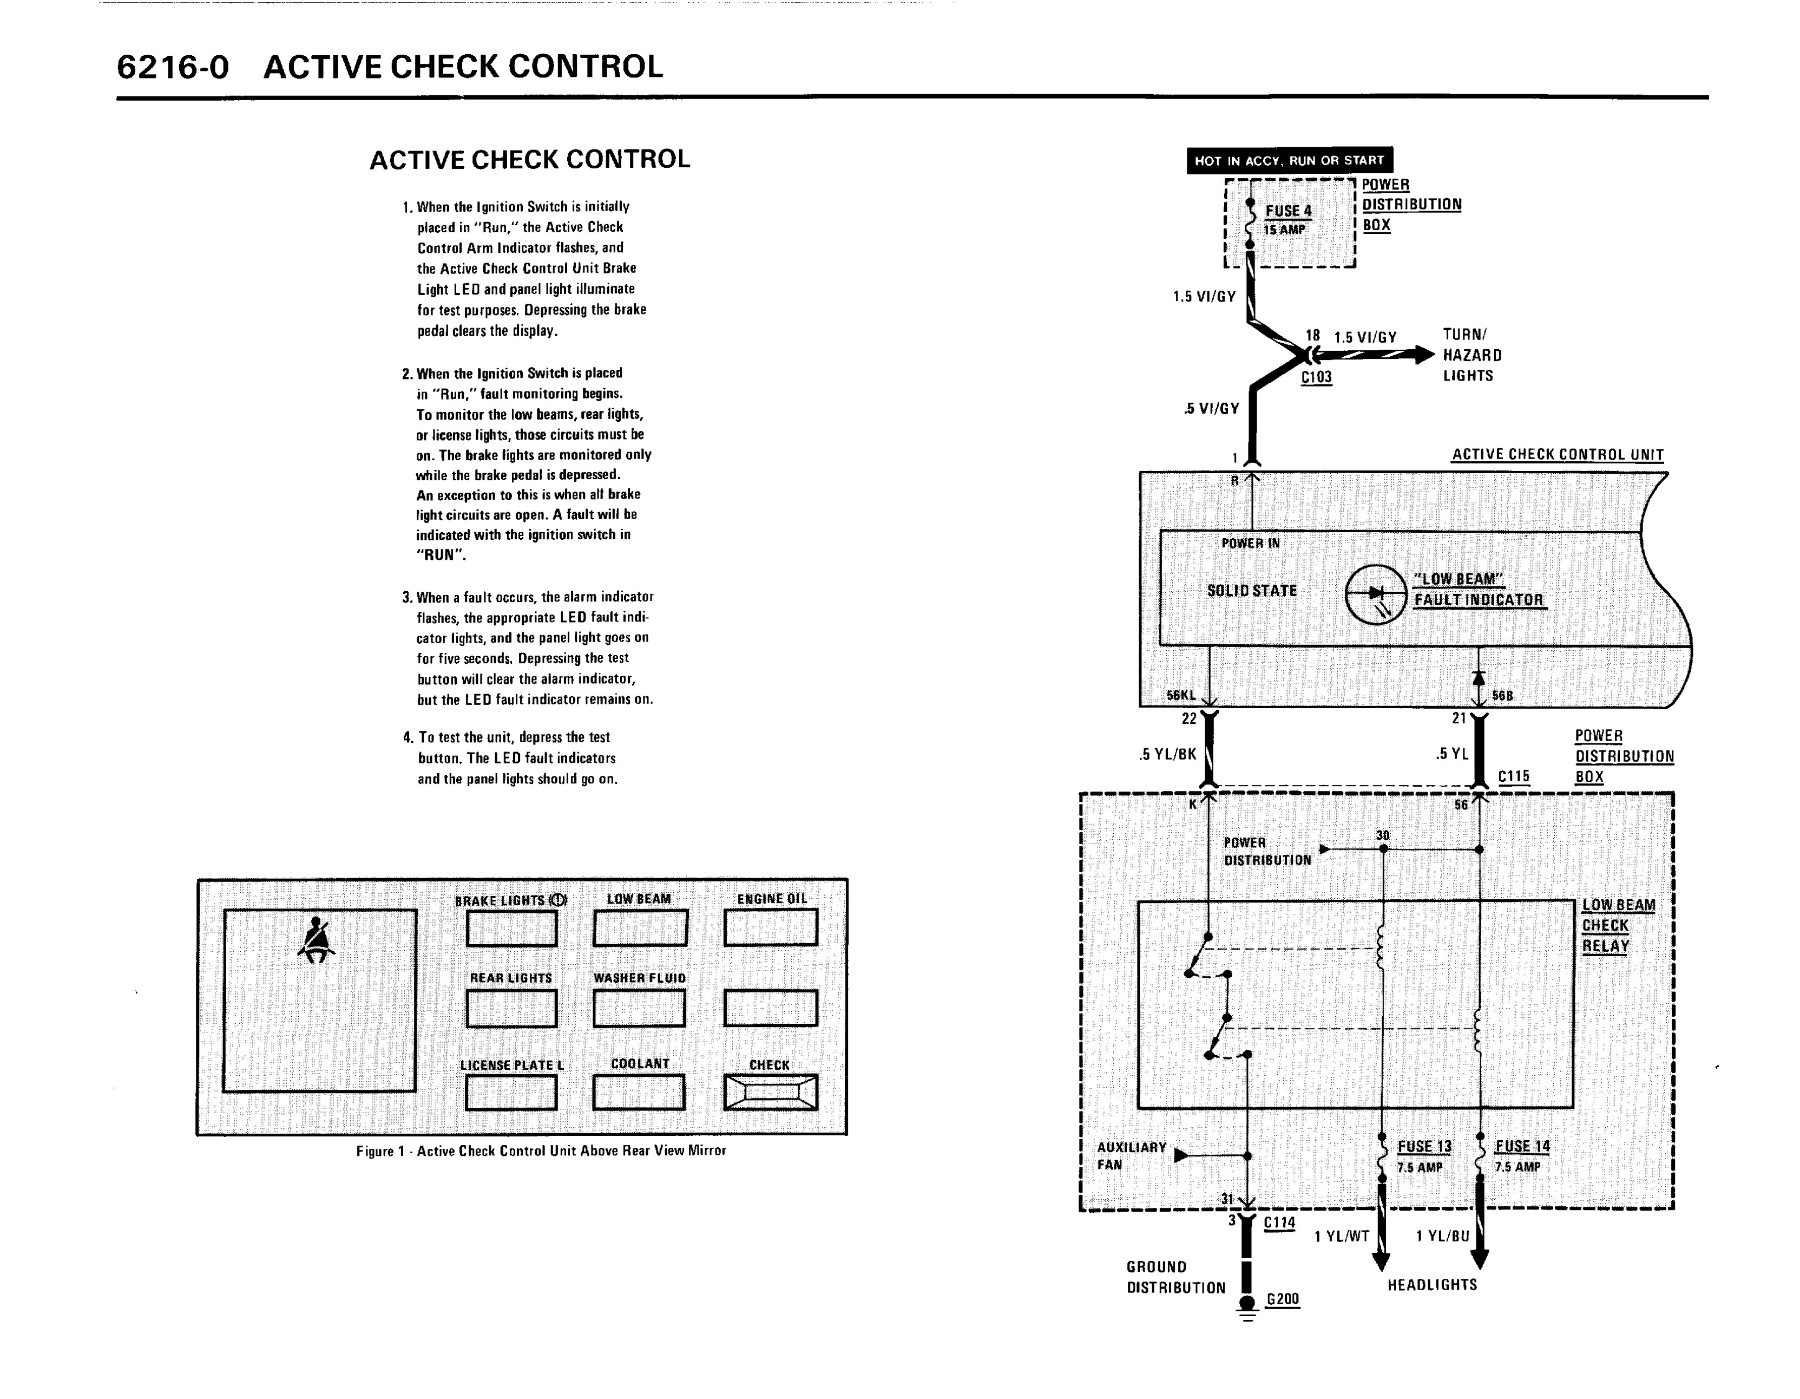 6216-0 ACTIVE CHECK CONTROL
ACTIVE CHECK CONTROL
1. When the Ignition Switch is initially
placed in "Run," the Active Check
Control Arm Indicator flashes, and
the Active Check Control Unit Brake
Light LED and panel light illuminate
for test purposes. Depressing the brake
pedal clears the display.
2. When the Ignition Switch is placed
in "Run," fault monitoring begins.
To monitor the low beams, rear lights,
or license lights, those circuits must be
on. The brake lights are monitored only
while the brake pedal is depressed.
An exception to this is when all brake
light circuits are open. A fault will be
indicated with the ignition switch in
"RUN".
3. When a fault occurs, the alarm indicator
flashes, the appropriate LED fault indi-
cator lights, and the panel light goes on
for five seconds. Depressing the test
button will clear the alarm indicator,
but the LED fault indicator remains on.
4. To test the unit, depress the test
button. The LED fault indicators
and the panel lights should go on.
BRAKE LIGHTS LOW BEAM ENGINE OIL
REAR LIGHTS WASHER FLUID
LICENSE PLATE L COOLANT CHECK
Figure 1 - Active Check Control Unit Above Rear View Mirror
HOT IN ACCY, RUN OR START
POWER
DISTRIBUTION
BOX
FUSE 4
15 AMP
1.5 VI/GY
18 1.5 VI/GY
TURN/
HAZARD
LIGHTS
C103
.5 VI/GY
1
ACTIVE CHECK CONTROL UNIT
R
POWER IN
SOLID STATE
"LOW BEAM"
FAULT INDICATOR
56KL
56B
22
21
.5 YL/BK
.5 YL
C115
POWER
DISTRIBUTION
BOX
K
56
POWER
DISTRIBUTION
30
LOW BEAM
CHECK
RELAY
AUXILIARY
FAN
FUSE 13
7.5 AMP
FUSE 14
7.5 AMP
31
3
C114
1 YL/WT
1 YL/BU
GROUND
DISTRIBUTION
G200
HEADLIGHTS